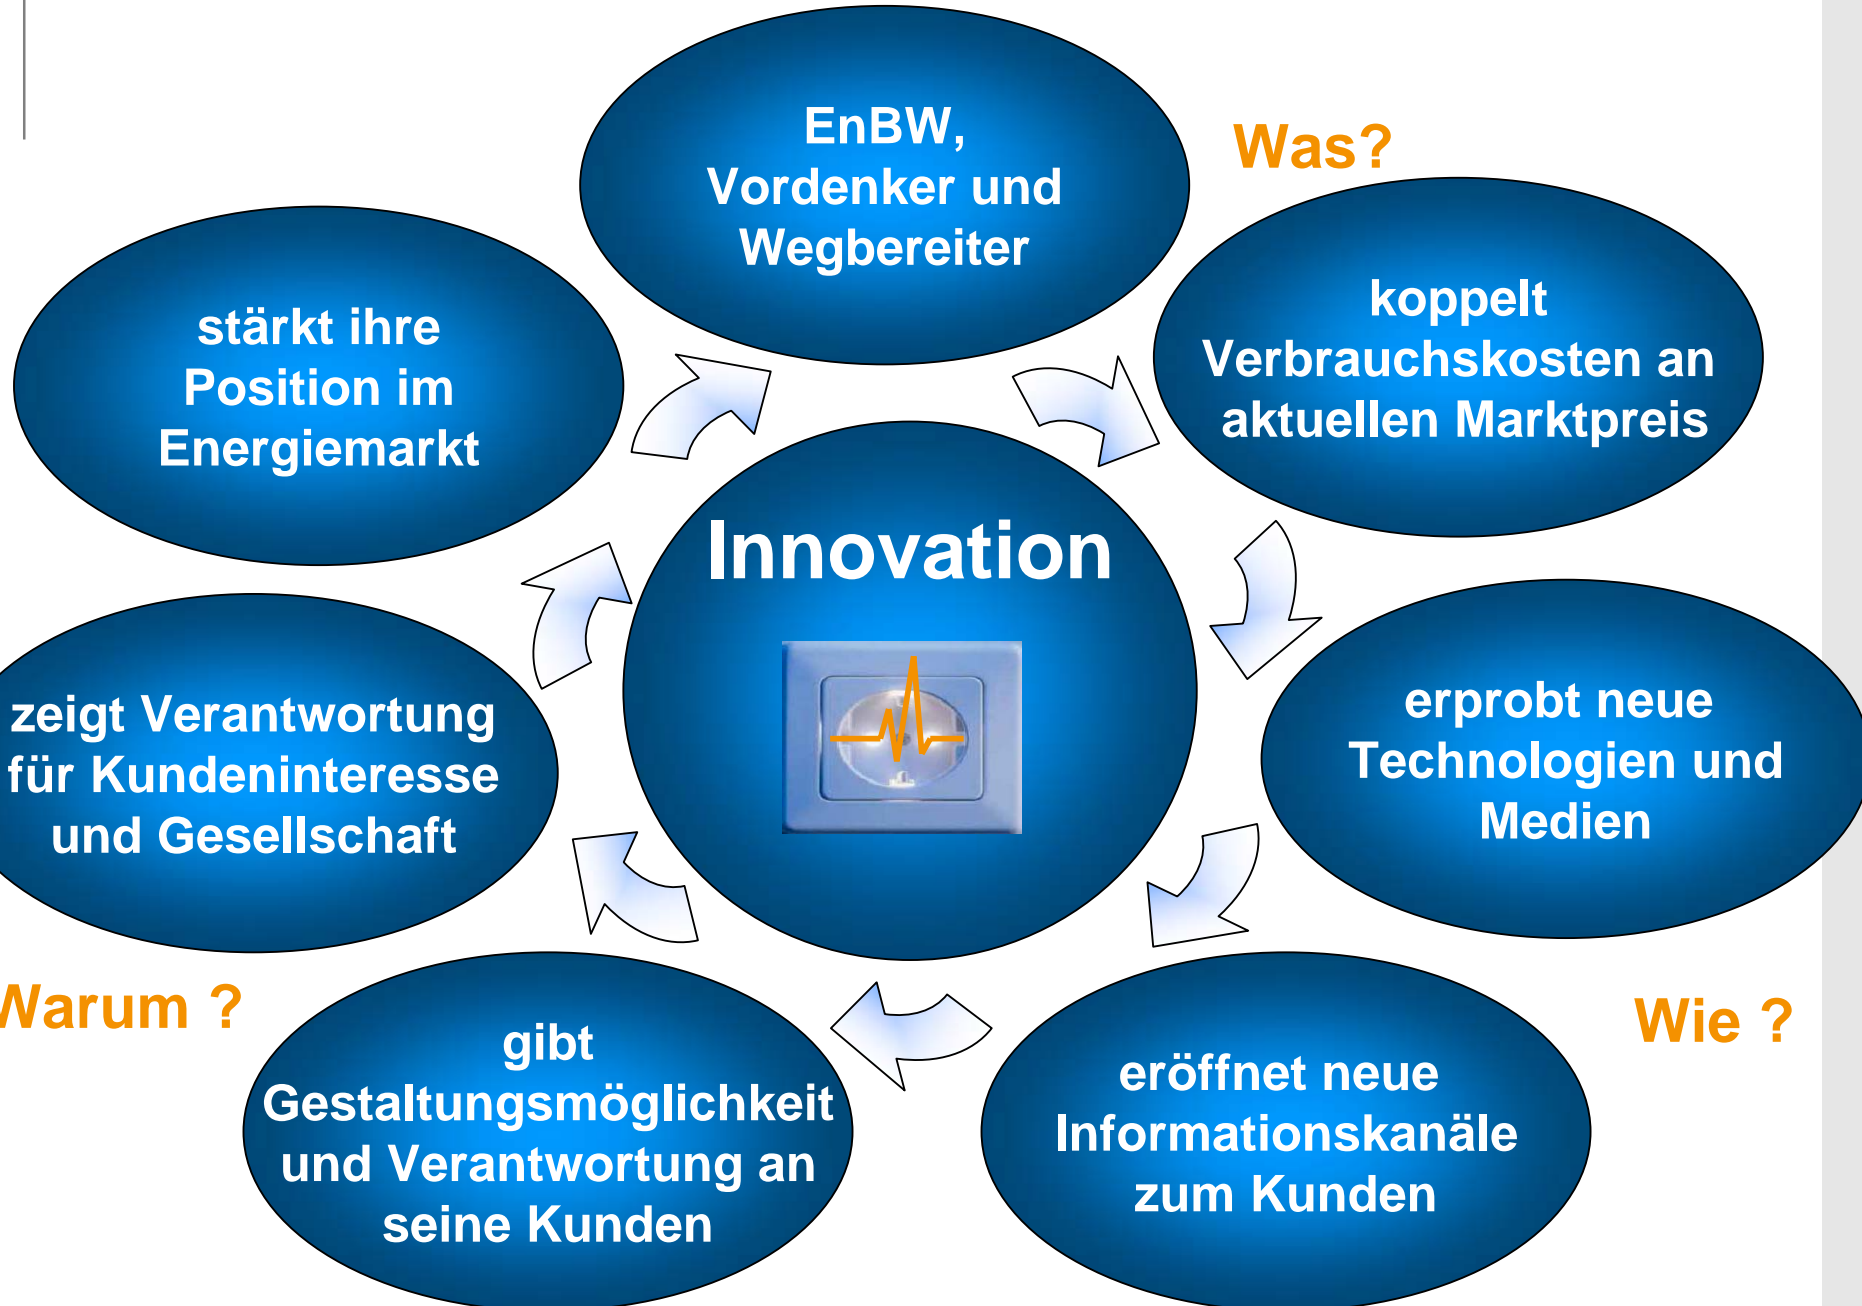 EnBW,
Vordenker und
Wegbereiter
Was?
koppelt
Verbrauchskosten an
aktuellen Marktpreis
erprobt neue
Technologien und
Medien
Wie ?
eröffnet neue
Informationskanäle
zum Kunden
gibt
Gestaltungsmöglichkeit
und Verantwortung an
seine Kunden
Warum ?
zeigt Verantwortung
für Kundeninteresse
und Gesellschaft
stärkt ihre
Position im
Energiemarkt
Innovation